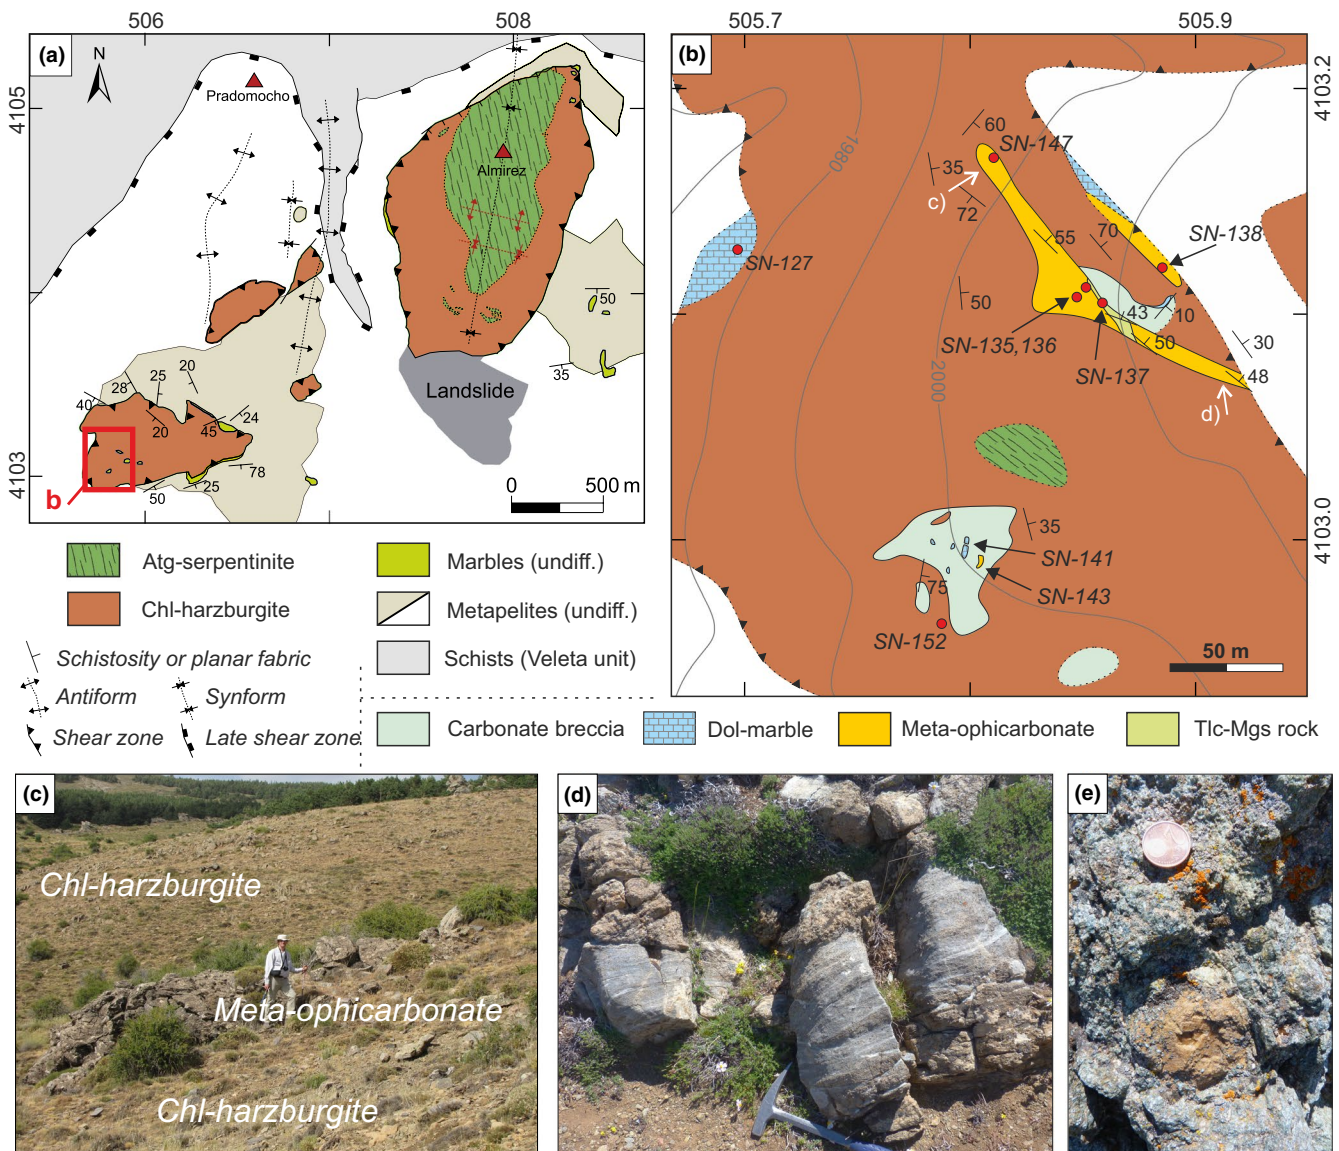 506
508
505.7
505.9
(a)
N
Pradomocho
Almirez
4105
4103
50
35
Landslide
20
25
28
40
24
45
20
78
25
50
b
0
500 m
(b)
4103.2
4103.0
1980
2000
60
SN-147
35
c)
72
55
70
SN-138
SN-127
50
10
43
50
30
SN-135,136
SN-137
48
d)
35
SN-141
75
SN-143
SN-152
50 m
Atg-serpentinite
Marbles (undiff.)
Chl-harzburgite
Metapelites (undiff.)
Schistosity or planar fabric
Schists (Veleta unit)
Antiform
Synform
Shear zone
Late shear zone
Carbonate breccia
Dol-marble
Meta-ophicarbonate
Tlc-Mgs rock
(c)
Chl-harzburgite
Meta-ophicarbonate
Chl-harzburgite
(d)
(e)